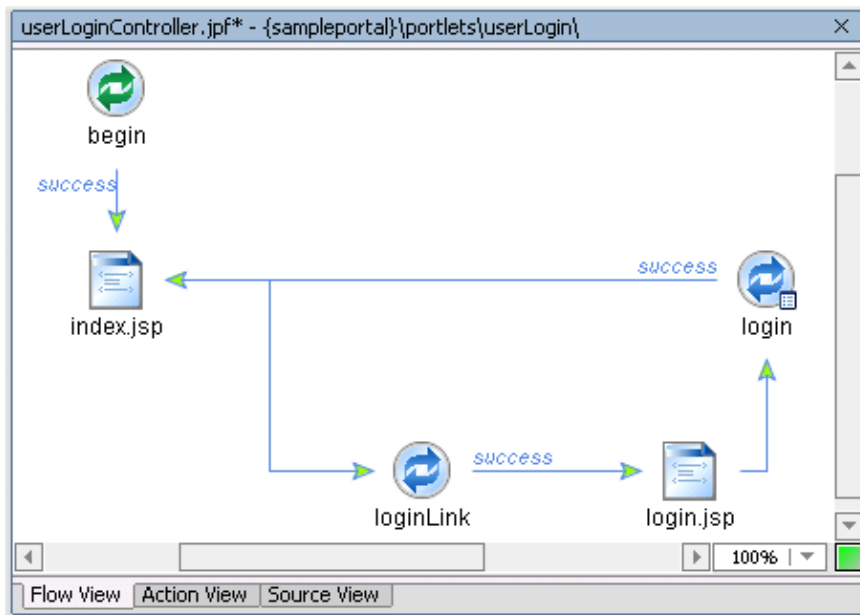 userLoginController.jpf* - {sampleportal}\portlets\userLogin\
begin
success
index.jsp
success
login
loginLink
success
login.jsp
100%
Flow View
Action View
Source View